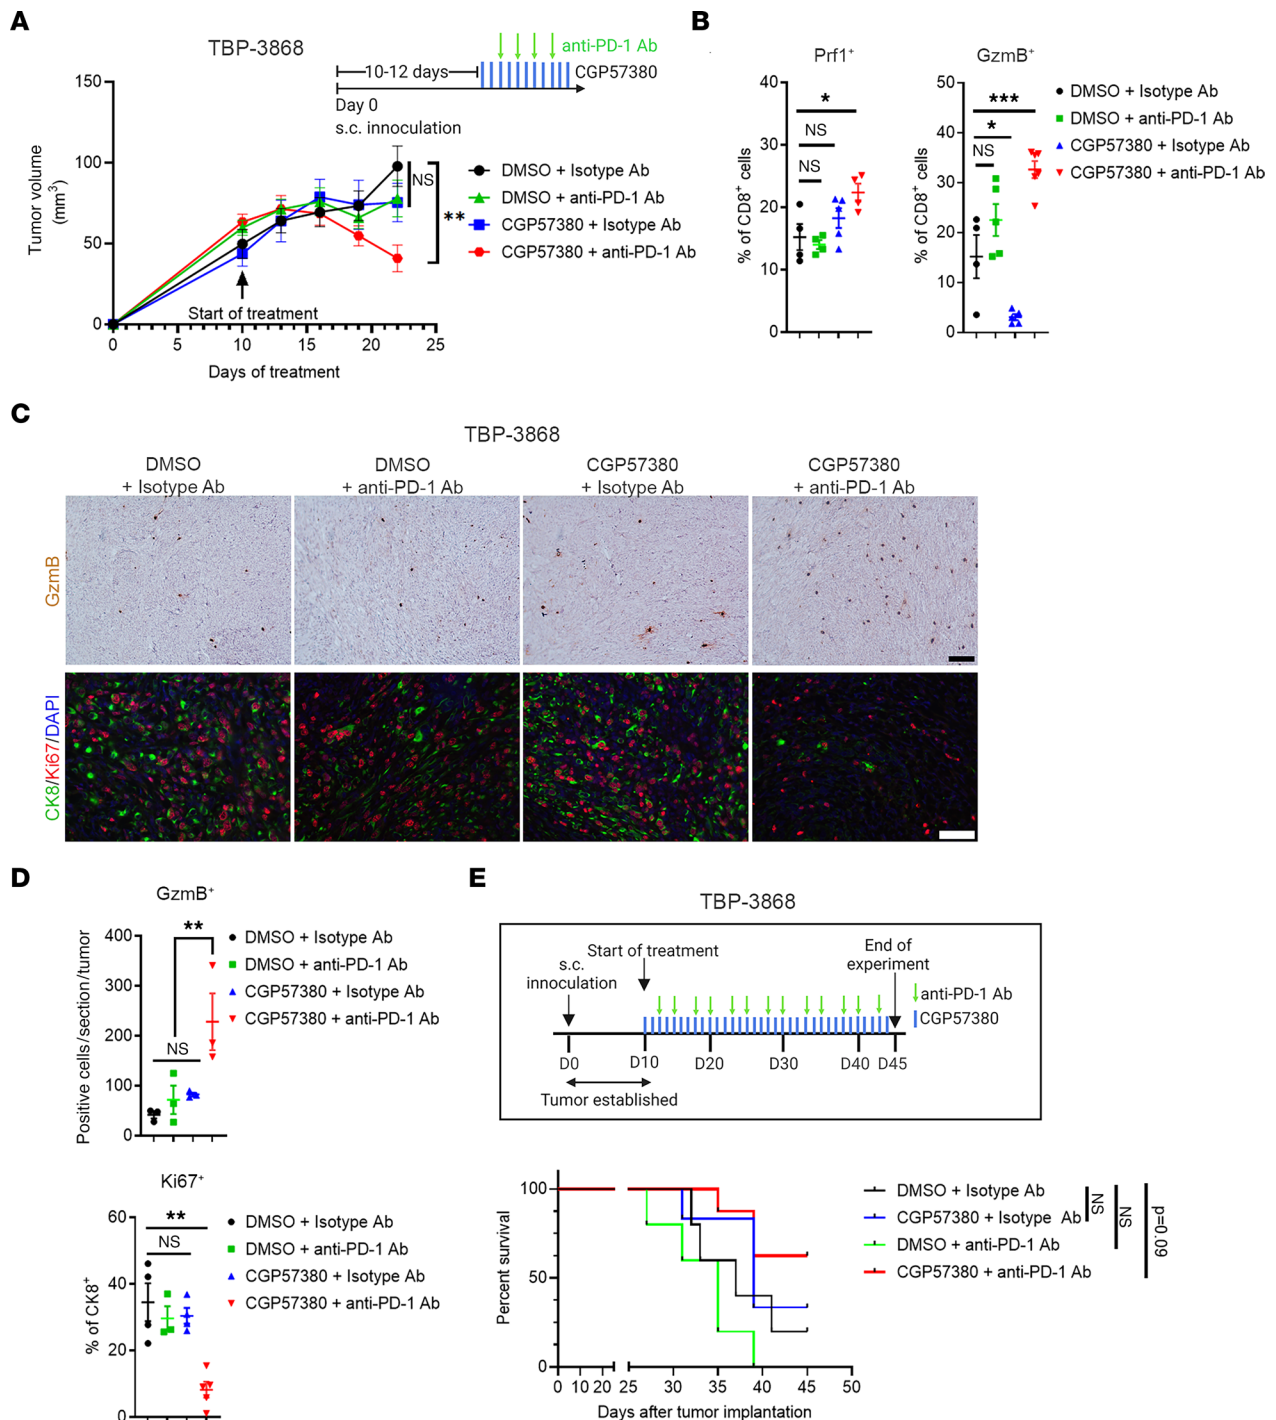 A
TBP-3868
anti-PD-1 Ab
10-12 days
CGP57380
Day 0
s.c. innoculation
Tumor volume
(mm3)
150
100
50
0
0
5
10
15
20
25
Start of treatment
Days of treatment
NS
**
DMSO + Isotype Ab
DMSO + anti-PD-1 Ab
CGP57380 + Isotype Ab
CGP57380 + anti-PD-1 Ab
B
Prf1+
% of CD8+ cells
40
30
20
10
0
*
NS
NS
GzmB+
% of CD8+ cells
50
40
30
20
10
0
***
*
NS
DMSO + Isotype Ab
DMSO + anti-PD-1 Ab
CGP57380 + Isotype Ab
CGP57380 + anti-PD-1 Ab
C
TBP-3868
DMSO
+ Isotype Ab
DMSO
+ anti-PD-1 Ab
CGP57380
+ Isotype Ab
CGP57380
+ anti-PD-1 Ab
GzmB
CK8/Ki67/DAPI
D
GzmB+
Positive cells/section/tumor
400
300
200
100
0
**
NS
DMSO + Isotype Ab
DMSO + anti-PD-1 Ab
CGP57380 + Isotype Ab
CGP57380 + anti-PD-1 Ab
Ki67+
% of CK8+
60
40
20
0
**
NS
DMSO + Isotype Ab
DMSO + anti-PD-1 Ab
CGP57380 + Isotype Ab
CGP57380 + anti-PD-1 Ab
E
TBP-3868
Start of treatment
End of
experiment
s.c.
innoculation
anti-PD-1 Ab
CGP57380
D0
D10
D20
D30
D40
D45
Tumor established
Percent survival
100
50
0
0
10
20
25
30
35
40
45
50
Days after tumor implantation
DMSO + Isotype Ab
CGP57380 + Isotype Ab
DMSO + anti-PD-1 Ab
CGP57380 + anti-PD-1 Ab
NS
NS
p=0.09